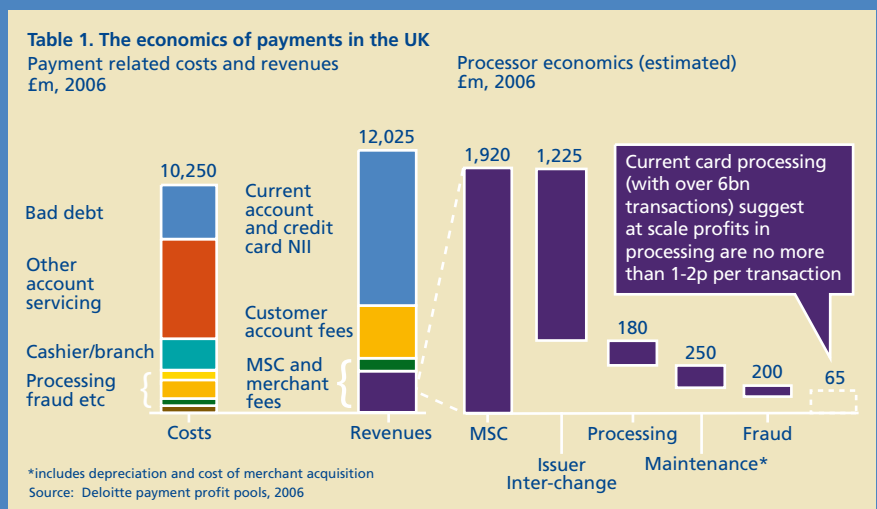 Table 1. The economics of payments in the UK
Payment related costs and revenues
£m, 2006
10,250
12,025
Bad debt
Other
account
servicing
Cashier/branch
Processing
fraud etc
Current
account
and credit
card NII
Customer
account fees
MSC and
merchant
fees
Costs
Revenues
Processor economics (estimated)
£m, 2006
1,920
1,225
180
250
200
65
Current card processing
(with over 6bn
transactions) suggest
at scale profits in
processing are no more
than 1-2p per transaction
MSC
Issuer
Inter-change
Processing
Maintenance*
Fraud
*includes depreciation and cost of merchant acquisition
Source: Deloitte payment profit pools, 2006